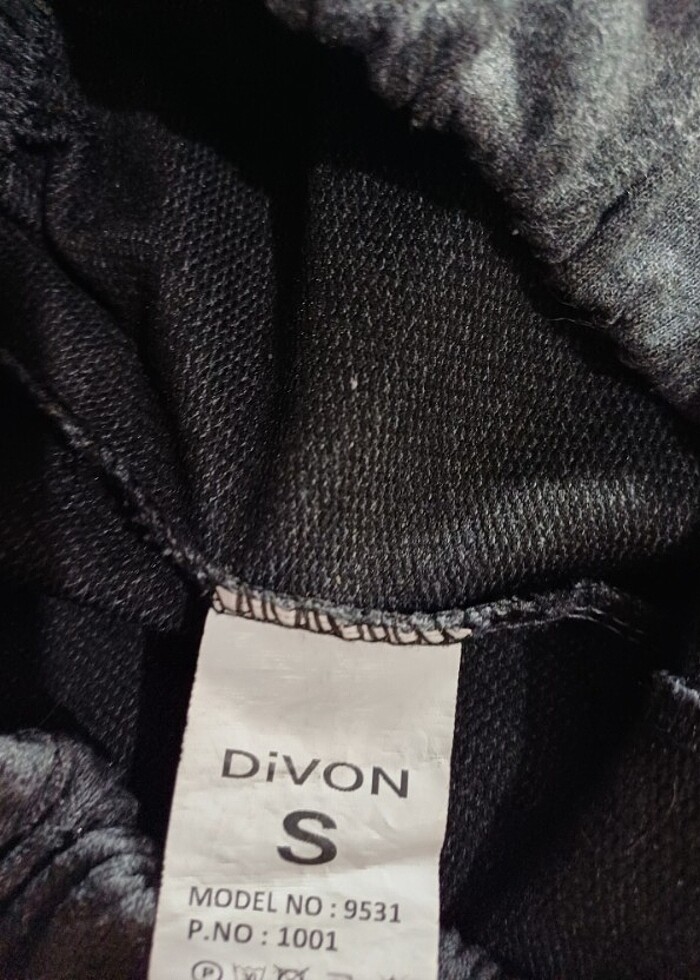 DiVON
S
MODEL NO : 9531
P.NO : 1001
P